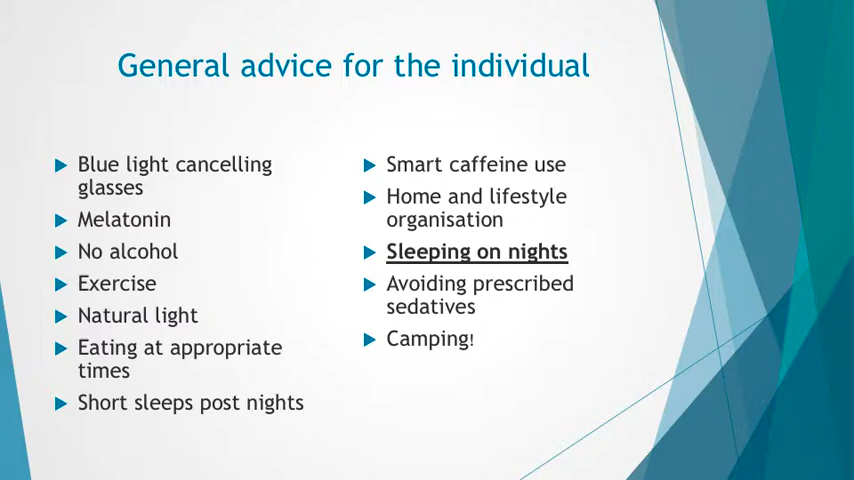 General advice for the individual
Blue light cancelling
glasses
Melatonin
No alcohol
Exercise
Natural light
Eating at appropriate
times
Short sleeps post nights
Smart caffeine use
Home and lifestyle
organisation
Sleeping on nights
Avoiding prescribed
sedatives
Camping!